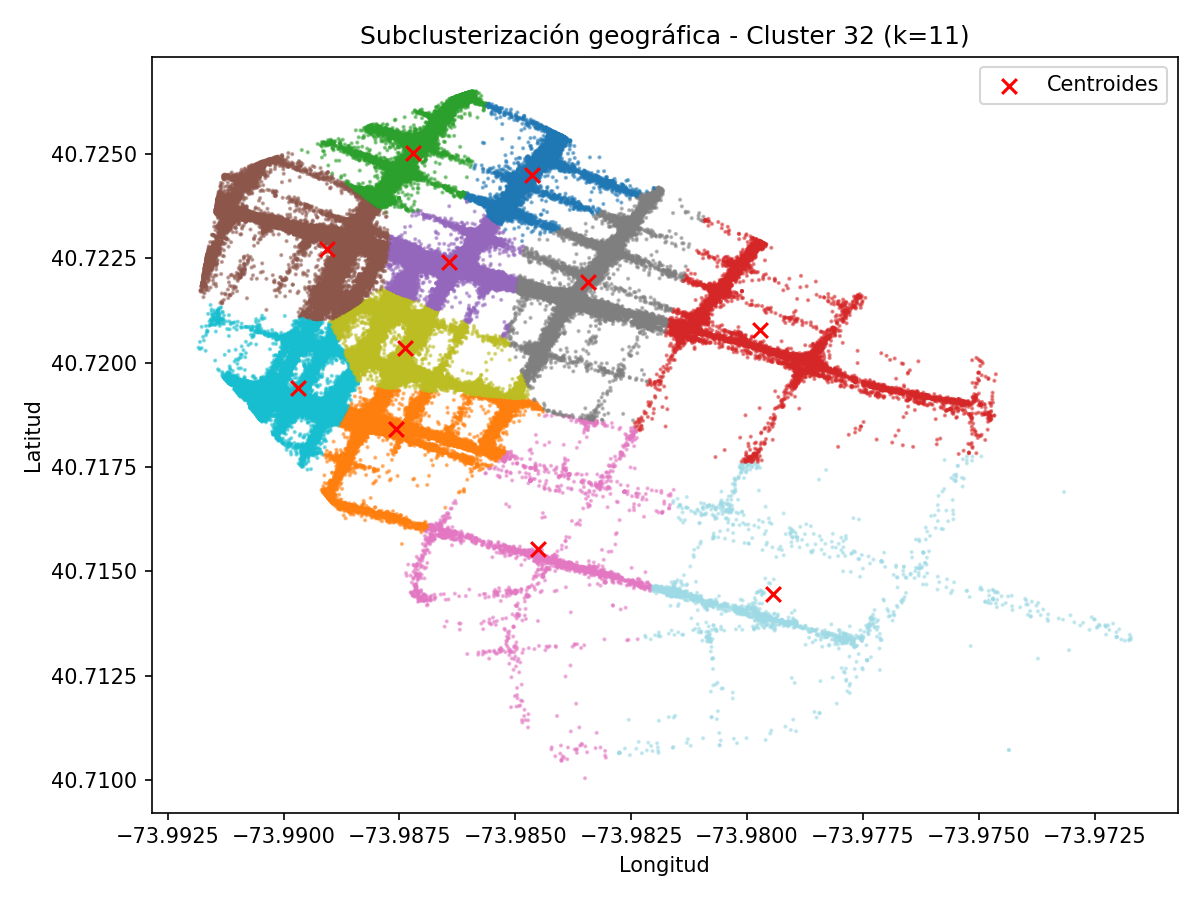 Subclusterización geográfica - Cluster 32 (k=11)
Centroides
40.7250
40.7225
40.7200
40.7175
40.7150
40.7125
40.7100
Latitud
−73.9925 −73.9900 −73.9875 −73.9850 −73.9825 −73.9800 −73.9775 −73.9750 −73.9725
Longitud